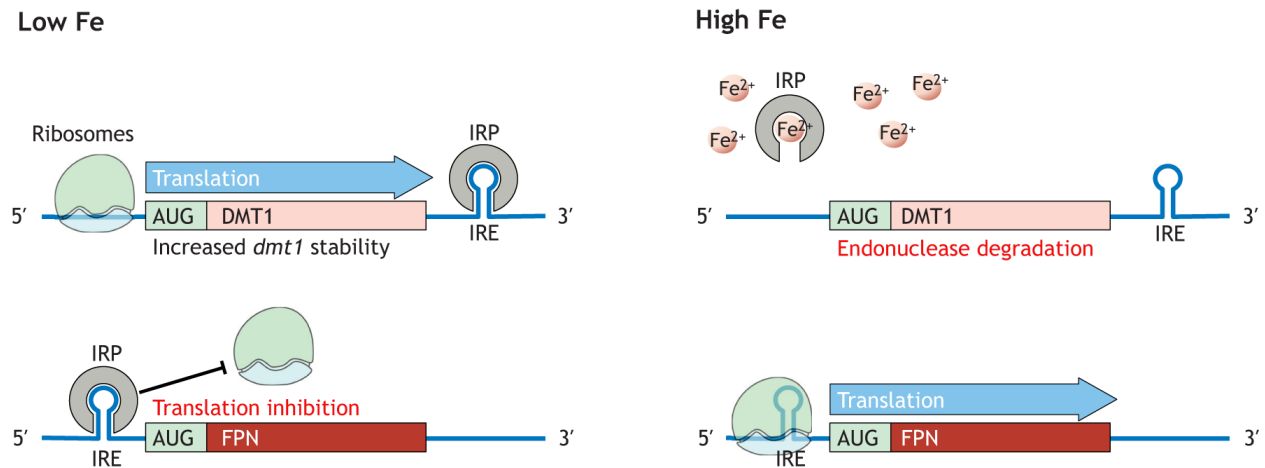 Low Fe
Ribosomes
IRP
Translation
5′ AUG DMT1 3′
IRE
Increased dmt1 stability
IRP
Translation inhibition
5′ AUG FPN 3′
IRE
High Fe
IRP
Fe2+ Fe2+ Fe2+
Fe2+ Fe2+ Fe2+
5′ AUG DMT1 3′
IRE
Endonuclease degradation
Translation
5′ AUG FPN 3′
IRE